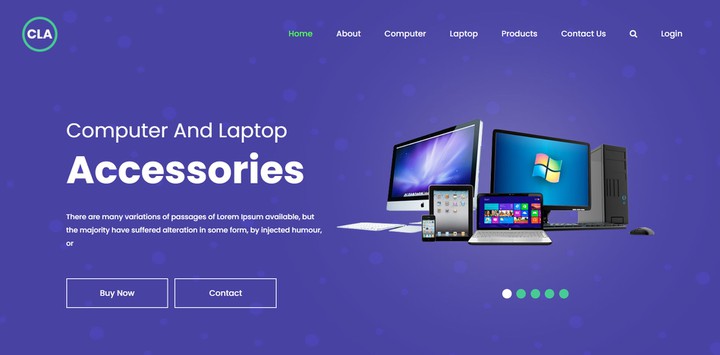 CLA
Home About Computer Laptop Products Contact Us Login
Computer And Laptop
Accessories
There are many variations of passages of Lorem Ipsum available, but
the majority have suffered alteration in some form, by injected humour,
or
Buy Now Contact